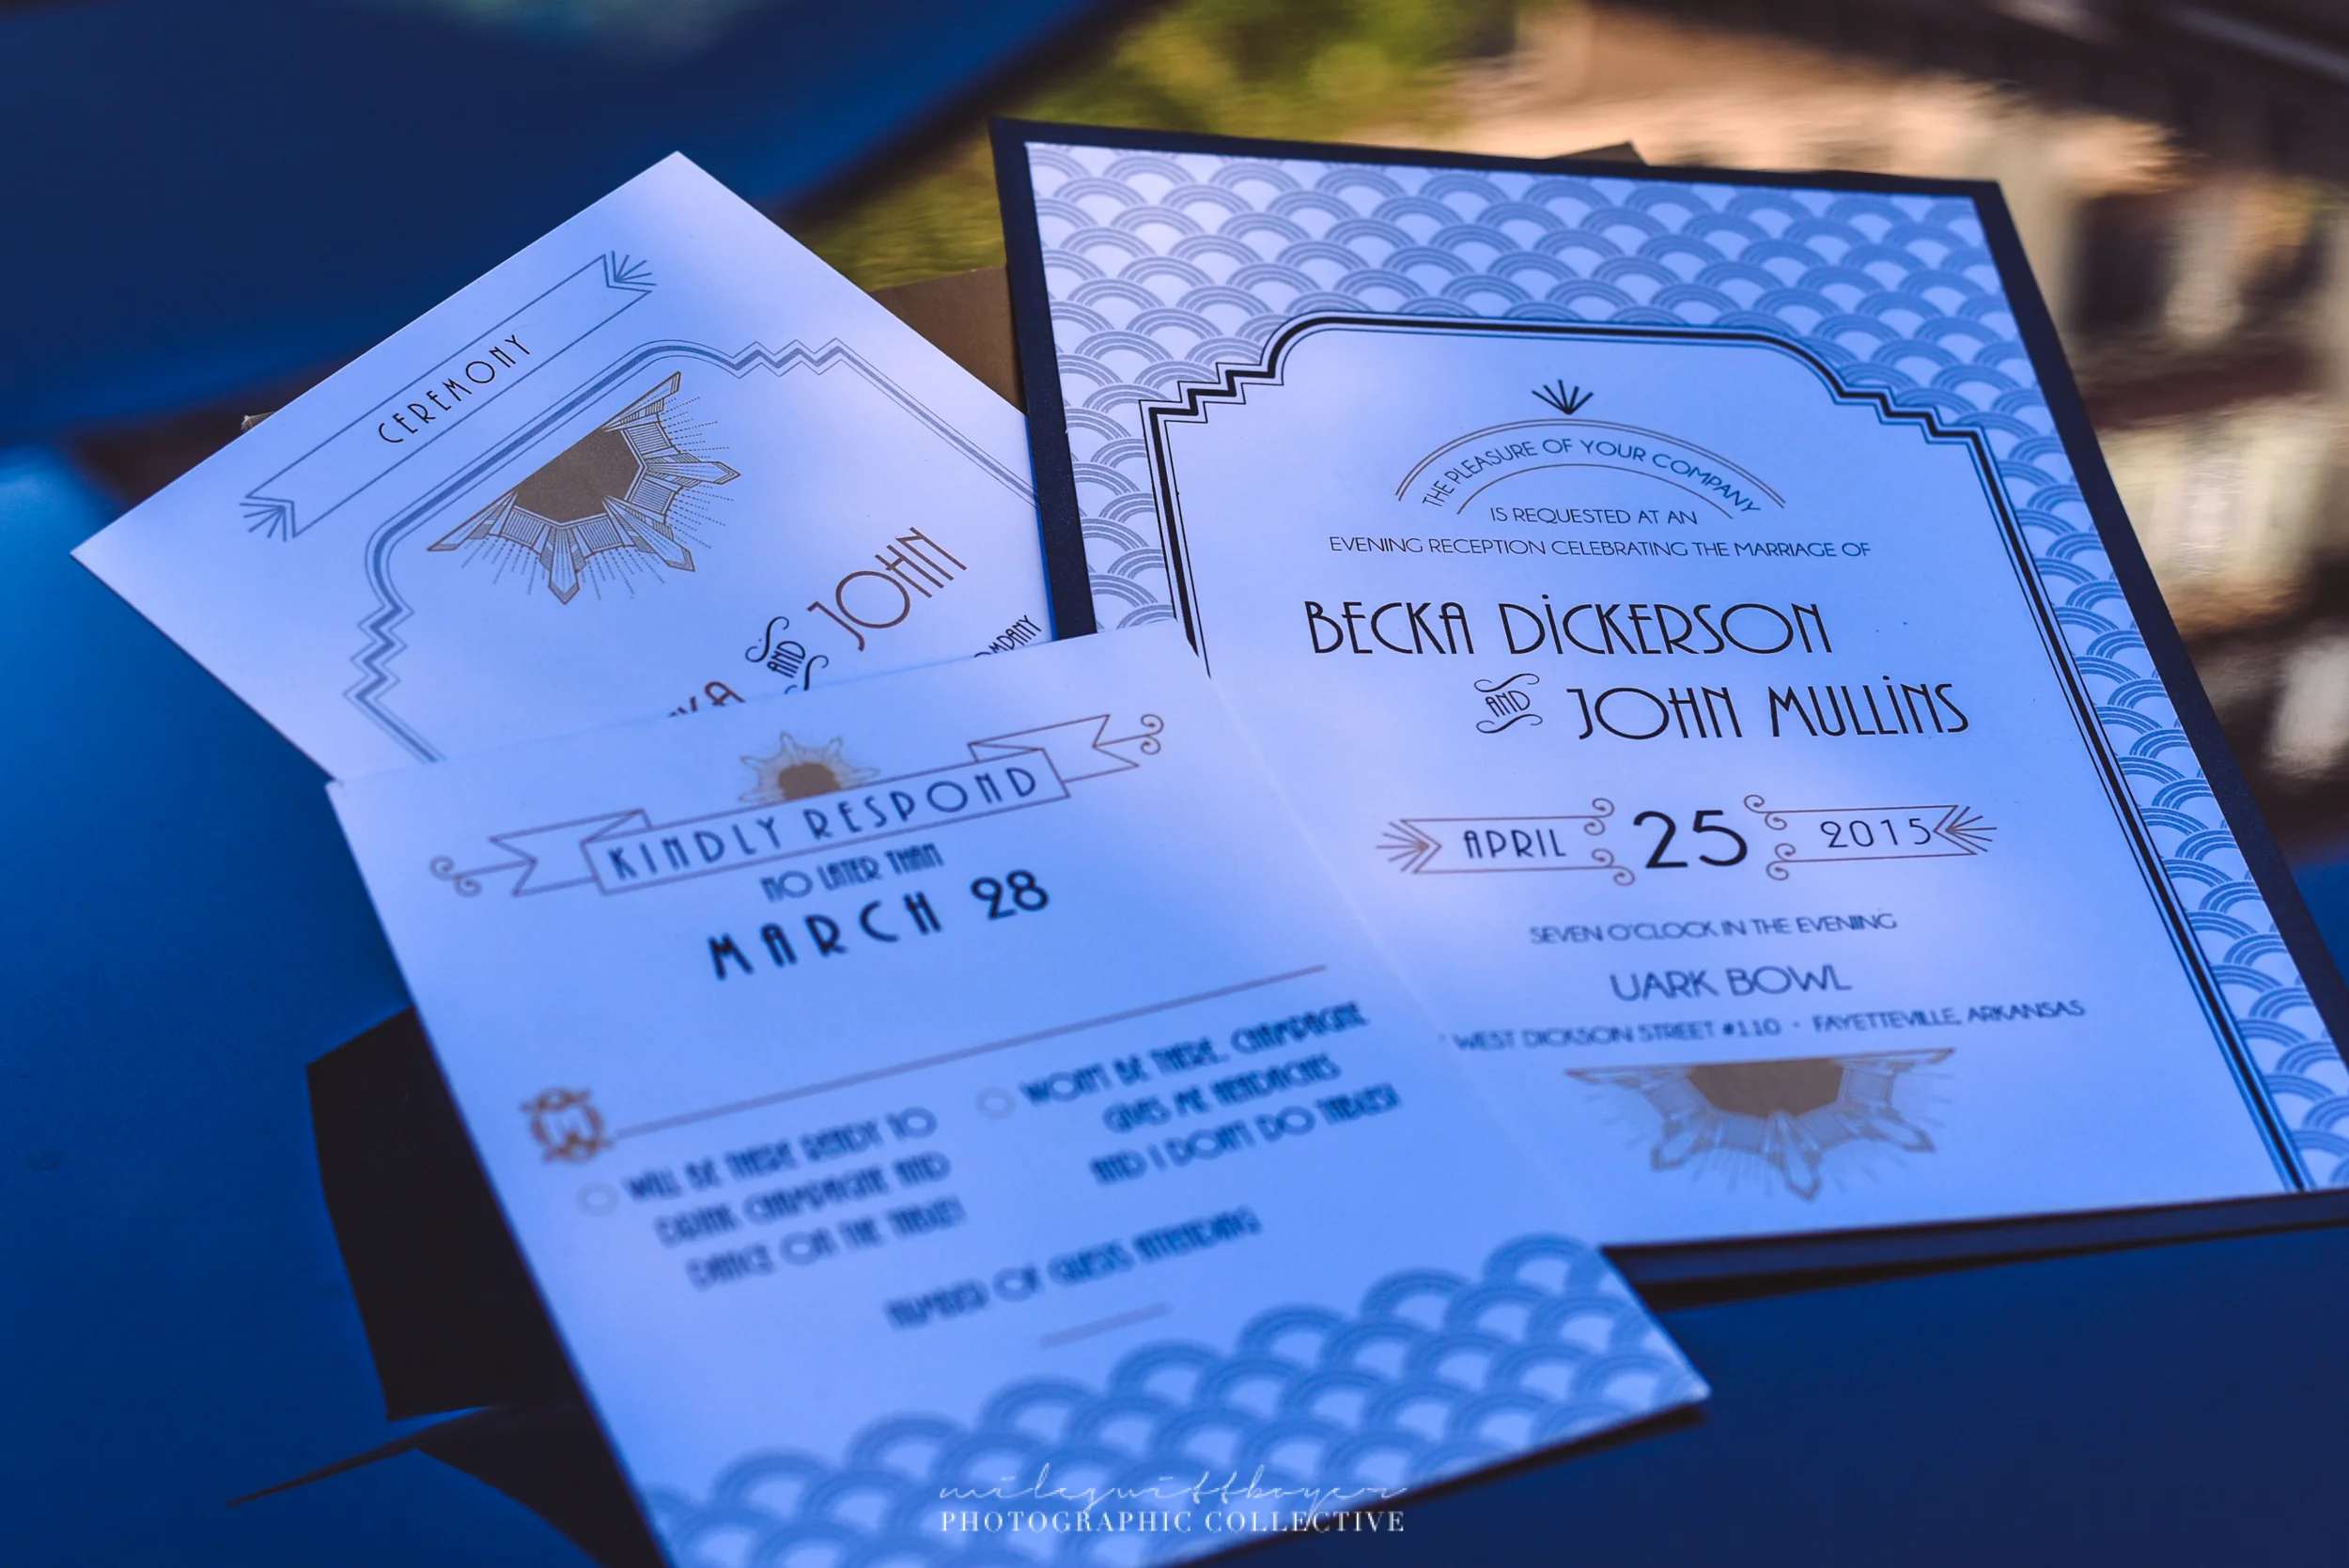 CEREMONY
AND JOHN
THE PLEASURE OF YOUR COMPANY
IS REQUESTED AT AN
EVENING RECEPTION CELEBRATING THE MARRIAGE OF
BECKA DICKERSON
AND JOHN MULLINS
APRIL 25 2015
SEVEN O'CLOCK IN THE EVENING
UARK BOWL
WEST DICKSON STREET #110 • FAYETTEVILLE, ARKANSAS
KINDLY RESPOND
NO LATER THAN
MARCH 28
M
WILL BE THERE READY TO
DRINK CHAMPAGNE AND
DANCE ON THE TABLES!
WON'T BE THERE. CHAMPAGNE
GIVES ME HEADACHES
AND I DON'T DO TABLES!
NUMBER OF GUESTS ATTENDING
mileswittboyer
PHOTOGRAPHIC COLLECTIVE